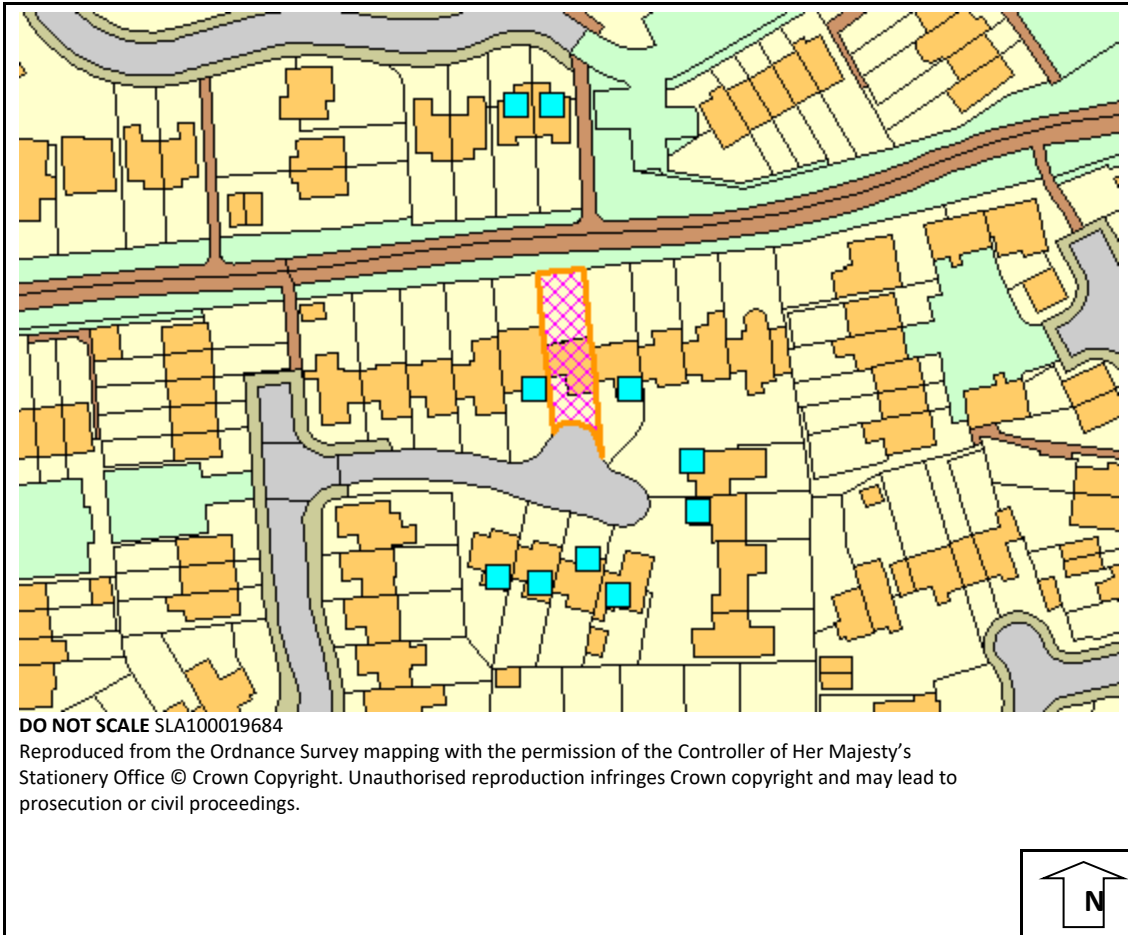 DO NOT SCALE SLA100019684
Reproduced from the Ordnance Survey mapping with the permission of the Controller of Her Majesty's
Stationery Office © Crown Copyright. Unauthorised reproduction infringes Crown copyright and may lead to
prosecution or civil proceedings.
N